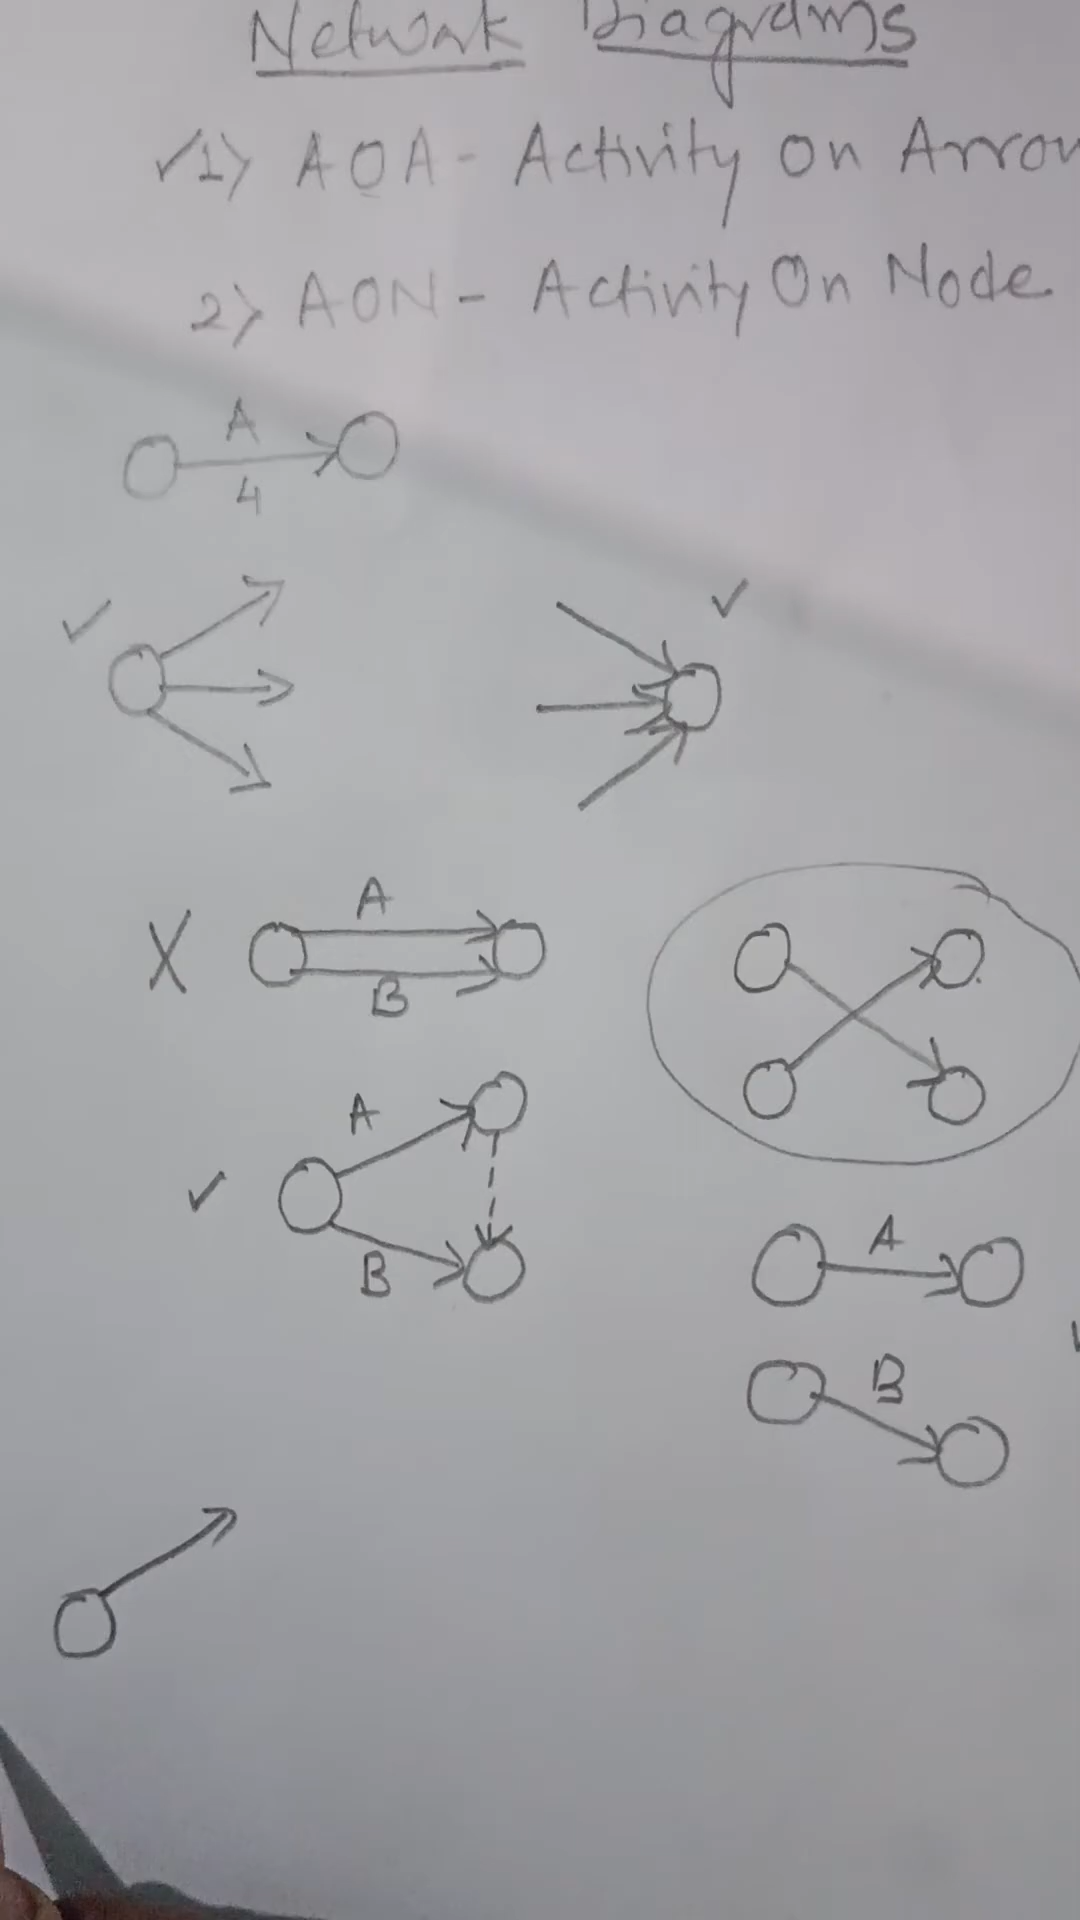 Network Diagrams
✓1) AOA - Activity On Arrow
2) AON - Activity On Node
A
4
✓
✓
X
A
B
✓
A
B
A
B